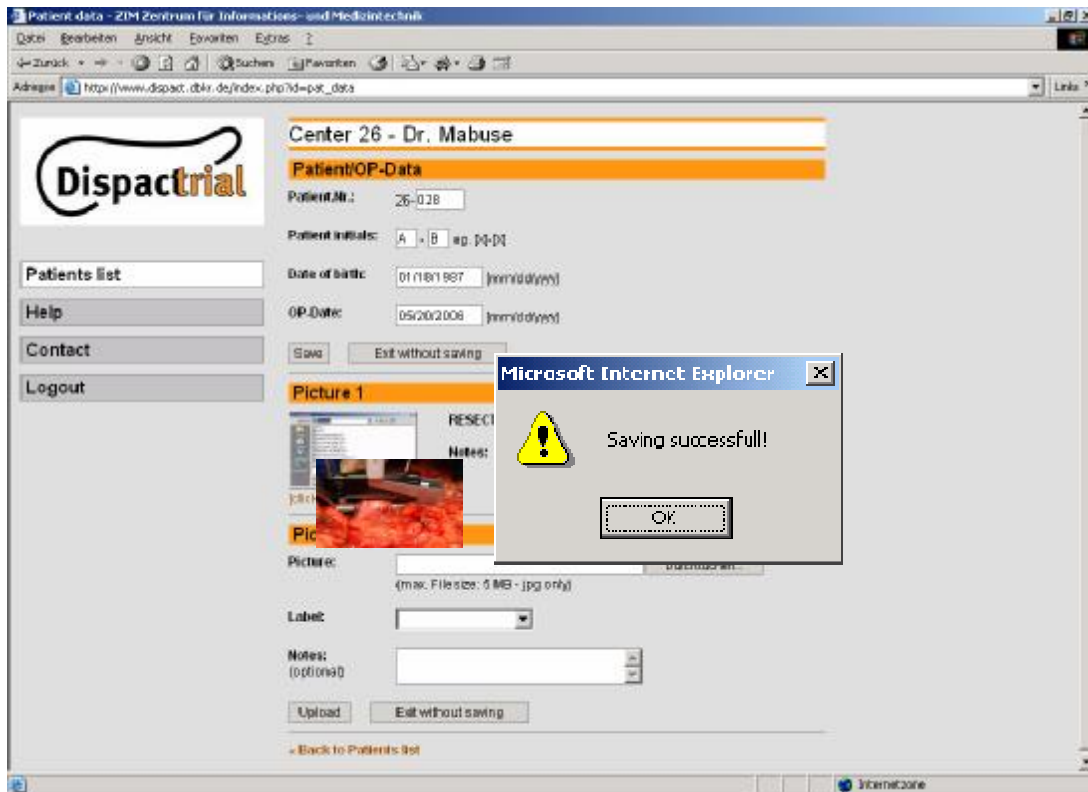 Patient data - ZIM Zentrum für Informations- und Medizintechnik
Datei Bearbeiten Ansicht Favoriten Extras ?
Zurück Suchen Favoriten
Adresse http://www.dispact.dbkr.de/index.php?id=pat_data Links
Dispactrial
Patients list
Help
Contact
Logout
Center 26 - Dr. Mabuse
Patient/OP-Data
Patient.Nr.: 26-028
Patient initials: A - B
Date of birth: 01/18/1987 [mm/dd/yyyy]
OP-Date: 05/20/2006 [mm/dd/yyyy]
Save Exit without saving
Picture 1
RESECT
Notes:
Microsoft Internet Explorer
Saving successfull!
OK
Pic
Picture:
(max. Filesize: 5 MB - jpg only)
Label:
Notes:
(optional)
Upload Exit without saving
Back to Patients list
Internetzone